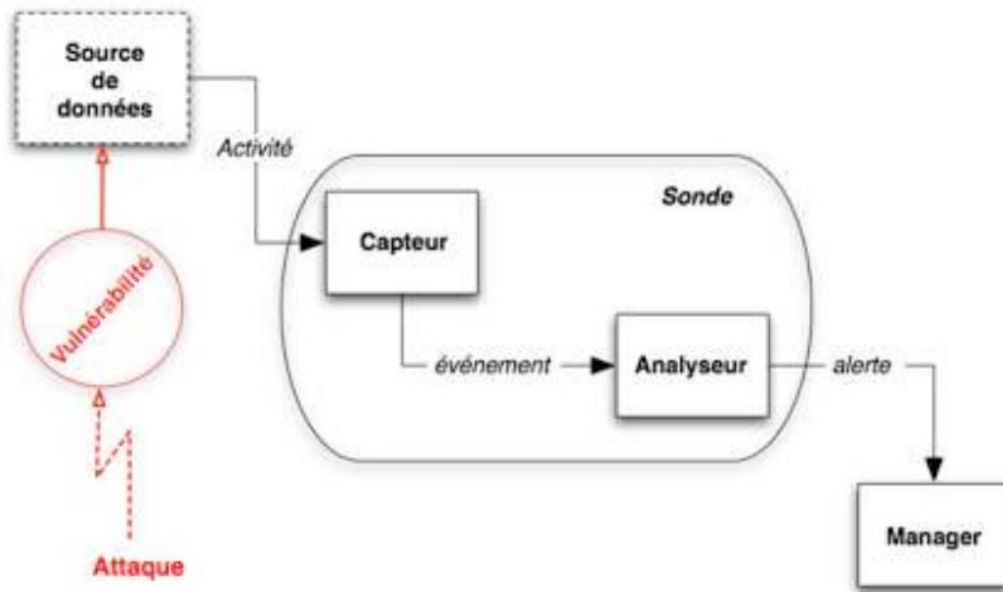 Source
de
données
Activité
Sonde
Capteur
Vulnérabilité
événement
Analyseur
alerte
Manager
Attaque